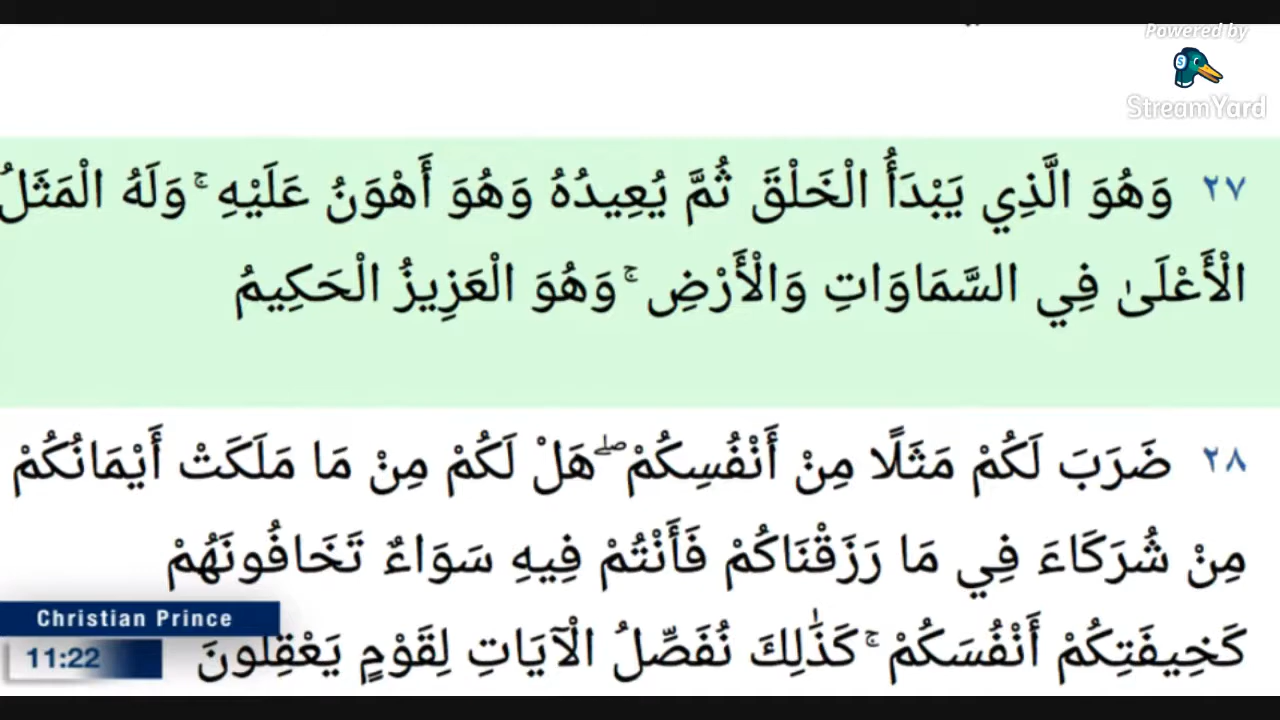 Powered by
StreamYard
٢٧ وَهُوَ الَّذِي يَبْدَأُ الْخَلْقَ ثُمَّ يُعِيدُهُ وَهُوَ أَهْوَنُ عَلَيْهِ ۚ وَلَهُ الْمَثَلُ
الْأَعْلَىٰ فِي السَّمَاوَاتِ وَالْأَرْضِ ۚ وَهُوَ الْعَزِيزُ الْحَكِيمُ
٢٨ ضَرَبَ لَكُمْ مَثَلًا مِنْ أَنْفُسِكُمْ ۖ هَلْ لَكُمْ مِنْ مَا مَلَكَتْ أَيْمَانُكُمْ
مِنْ شُرَكَاءَ فِي مَا رَزَقْنَاكُمْ فَأَنْتُمْ فِيهِ سَوَاءٌ تَخَافُونَهُمْ
كَخِيفَتِكُمْ أَنْفُسَكُمْ ۚ كَذَٰلِكَ نُفَصِّلُ الْآيَاتِ لِقَوْمٍ يَعْقِلُونَ
Christian Prince
11:22